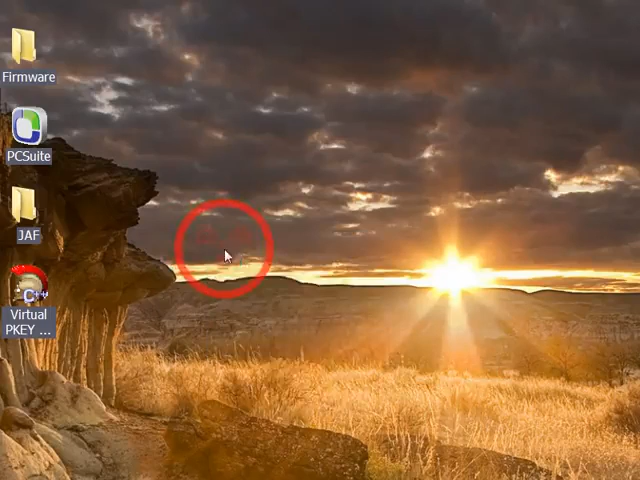 Firmware
PCSuite
JAF
C++
Virtual
PKEY ...